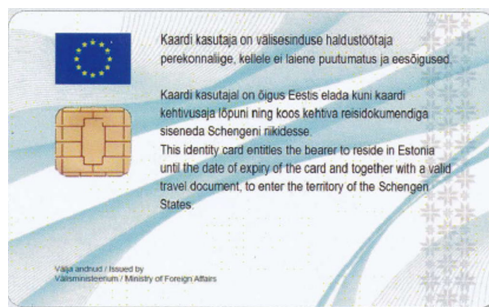 Kaardi kasutaja on välisesinduse haldustöötaja
perekonnaliige, kellele ei laiene puutumatus ja eesõigused.
Kaardi kasutajal on õigus Eestis elada kuni kaardi
kehtivusaja lõpuni ning koos kehtiva reisidokumendiga
siseneda Schengeni riikidesse.
This identity card entitles the bearer to reside in Estonia
until the date of expiry of the card and together with a valid
travel document, to enter the territory of the Schengen
States.
Välja andnud / Issued by
Välisministeerium / Ministry of Foreign Affairs